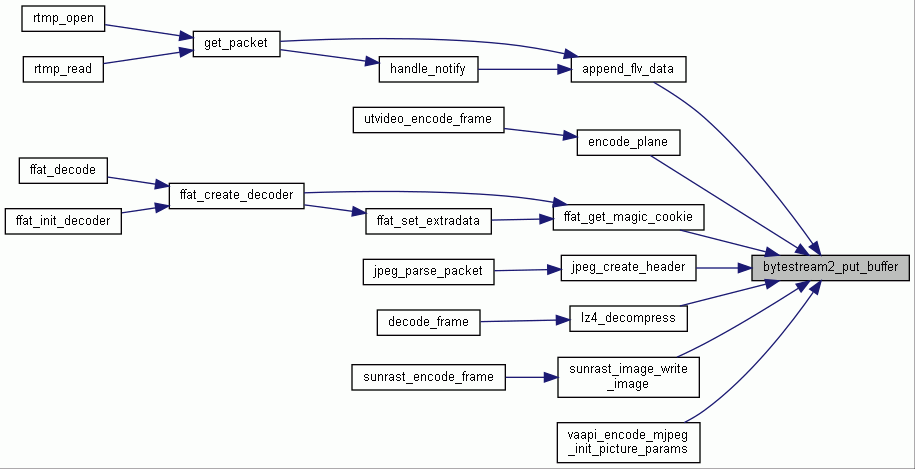 rtmp_open
get_packet
rtmp_read
handle_notify
append_flv_data
utvideo_encode_frame
encode_plane
ffat_decode
ffat_create_decoder
ffat_init_decoder
ffat_set_extradata
ffat_get_magic_cookie
jpeg_parse_packet
jpeg_create_header
bytestream2_put_buffer
decode_frame
lz4_decompress
sunrast_encode_frame
sunrast_image_write
_image
vaapi_encode_mjpeg
_init_picture_params